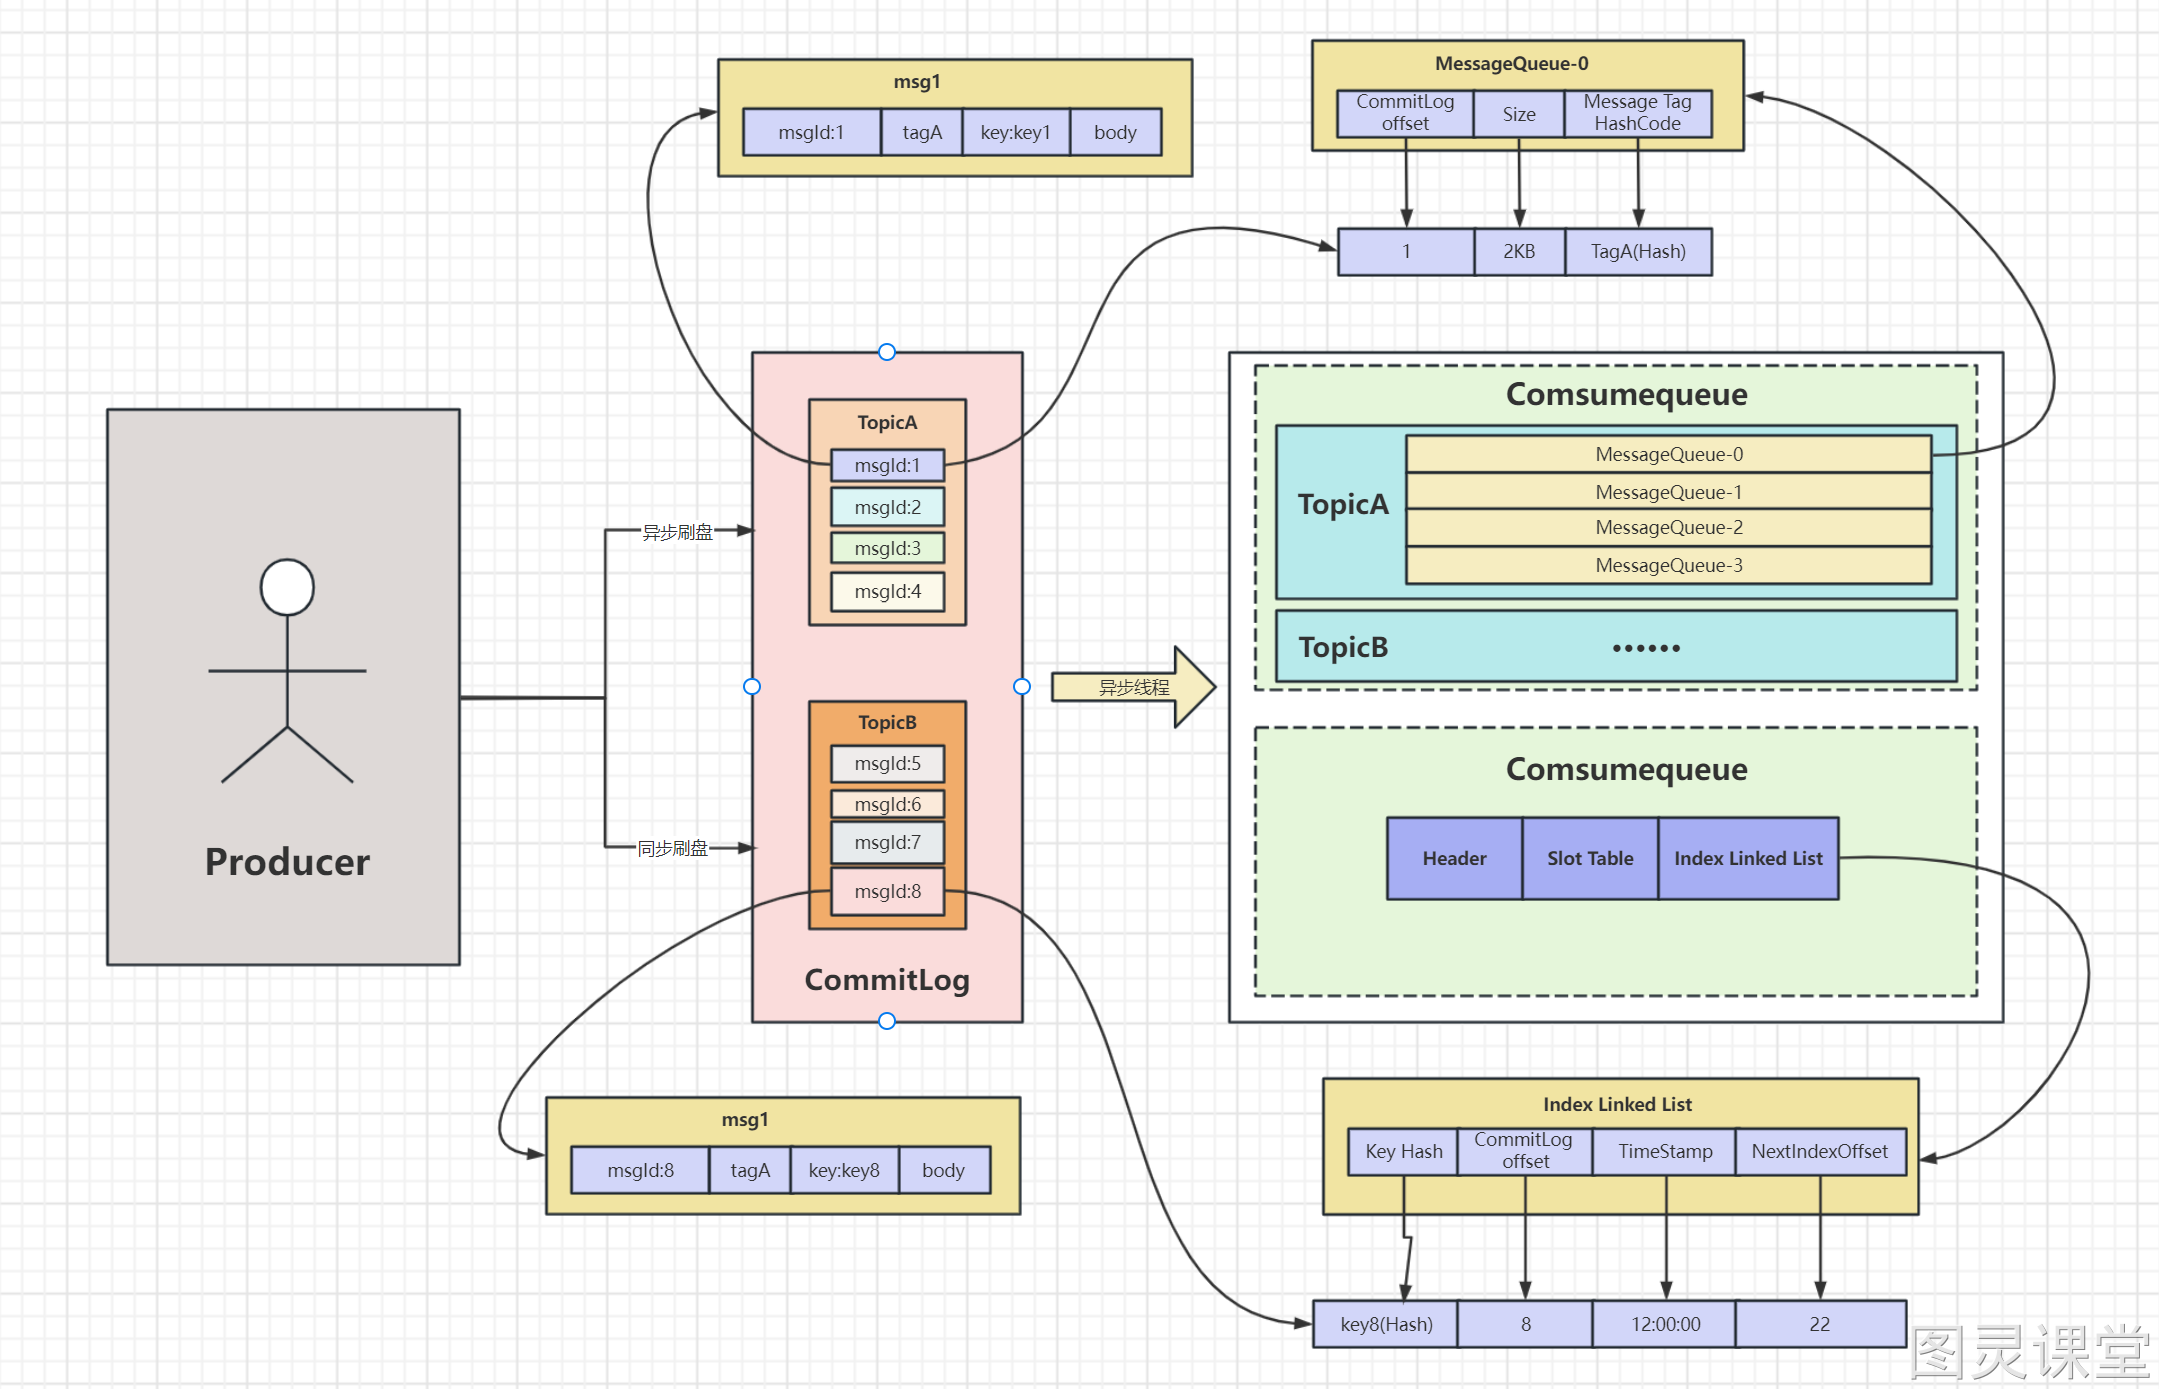 msg1
msgId:1
tagA
key:key1
body
MessageQueue-0
CommitLog
offset
Size
Message Tag
HashCode
1
2KB
TagA(Hash)
Producer
异步刷盘
同步刷盘
TopicA
msgId:1
msgId:2
msgId:3
msgId:4
TopicB
msgId:5
msgId:6
msgId:7
msgId:8
CommitLog
异步线程
Comsumequeue
TopicA
MessageQueue-0
MessageQueue-1
MessageQueue-2
MessageQueue-3
TopicB
••••••
Comsumequeue
Header
Slot Table
Index Linked List
msg1
msgId:8
tagA
key:key8
body
Index Linked List
Key Hash
CommitLog
offset
TimeStamp
NextIndexOffset
key8(Hash)
8
12:00:00
22
图灵课堂